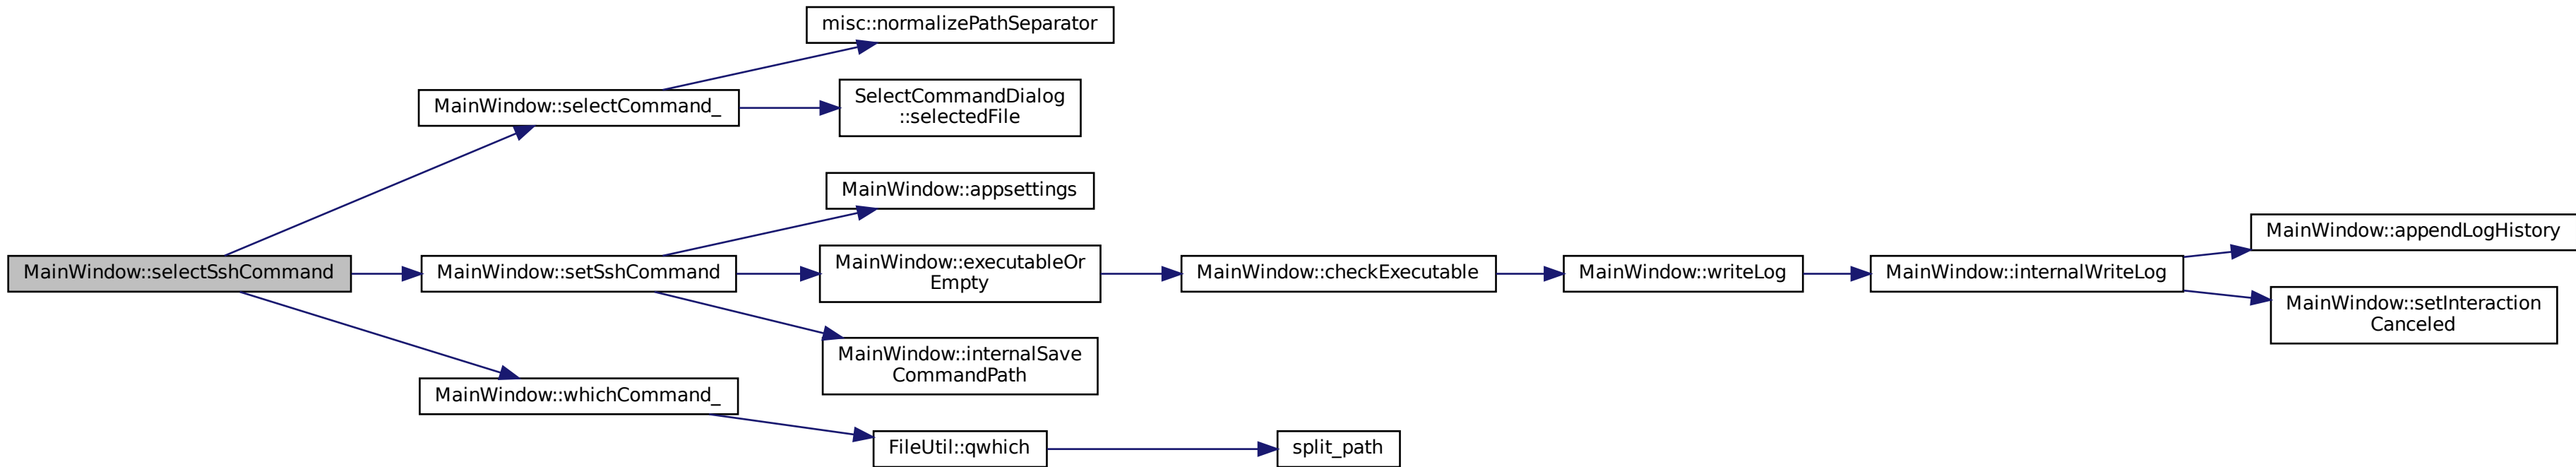 misc::normalizePathSeparator
MainWindow::selectCommand_
SelectCommandDialog
::selectedFile
MainWindow::appsettings
MainWindow::selectSshCommand
MainWindow::setSshCommand
MainWindow::executableOr
Empty
MainWindow::checkExecutable
MainWindow::writeLog
MainWindow::internalWriteLog
MainWindow::appendLogHistory
MainWindow::setInteraction
Canceled
MainWindow::internalSave
CommandPath
MainWindow::whichCommand_
FileUtil::qwhich
split_path